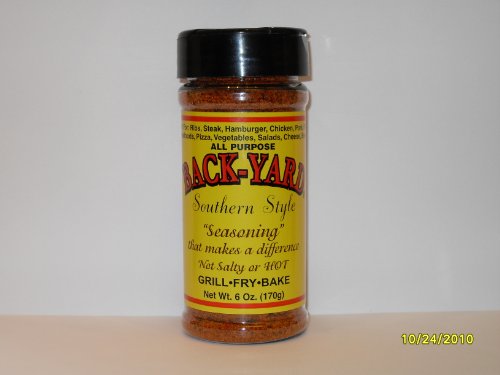 For: Ribs, Steak, Hamburger, Chicken,
Pizza, Vegetables, Salads, Cheese,
ALL PURPOSE
BACK-YARD
Southern Style
"Seasoning"
that makes a difference
Not Salty or HOT
GRILL•FRY•BAKE
Net Wt. 6 Oz. (170g)
10/24/2010